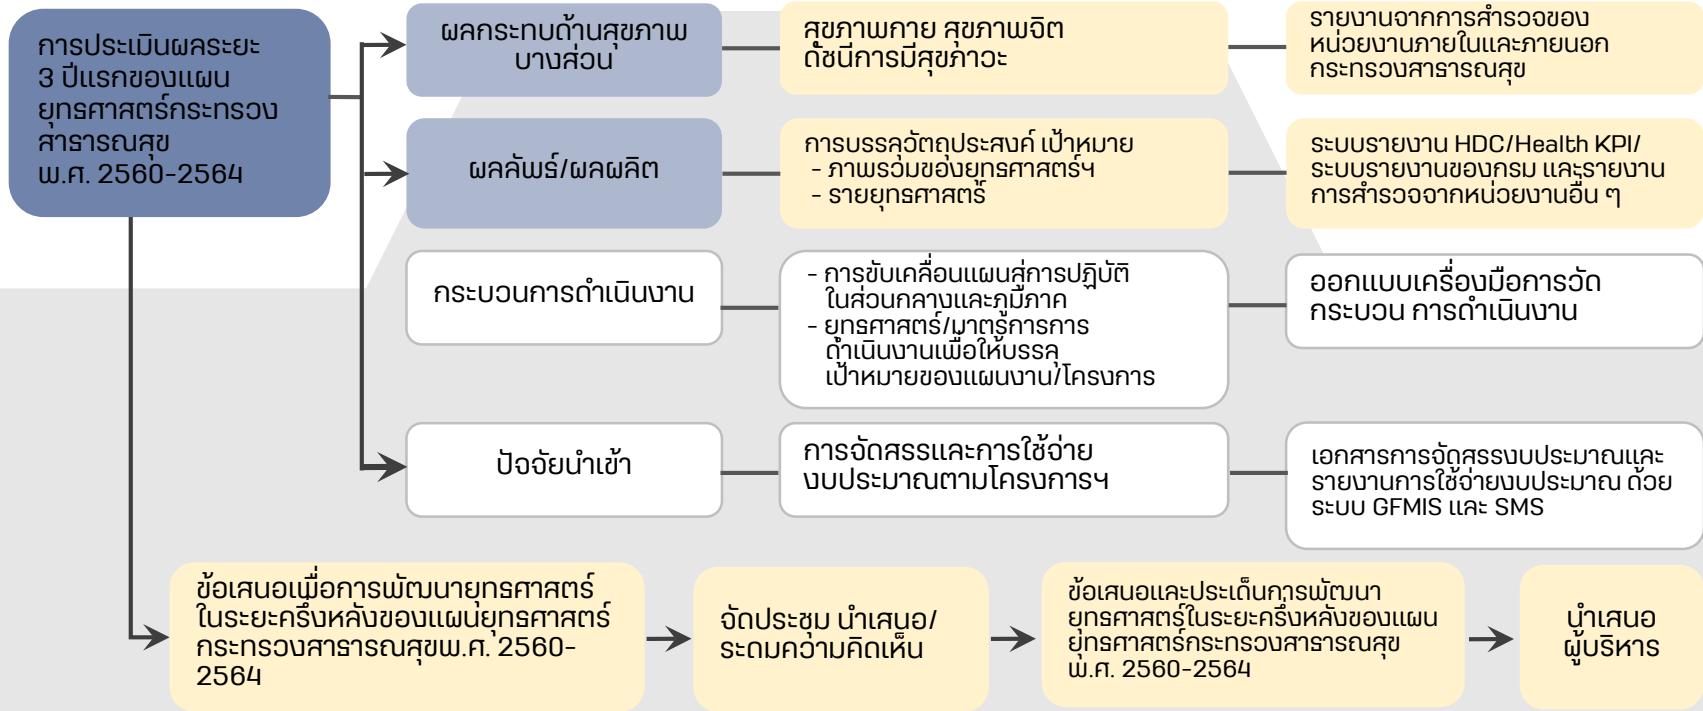 การประเมินผลระยะ
3 ปีแรกของแผน
ยุทธศาสตร์กระทรวง
สาธารณสุข
พ.ศ. 2560-2564
ผลกระทบด้านสุขภาพ
บางส่วน
สุขภาพกาย สุขภาพจิต
ดัชนีการมีสุขภาวะ
รายงานจากการสำรวจของ
หน่วยงานภายในและภายนอก
กระทรวงสาธารณสุข
ผลลัพธ์/ผลผลิต
การบรรลุวัตถุประสงค์ เป้าหมาย
- ภาพรวมของยุทธศาสตร์ฯ
- รายยุทธศาสตร์
ระบบรายงาน HDC/Health KPI/
ระบบรายงานของกรม และรายงาน
การสำรวจจากหน่วยงานอื่น ๆ
กระบวนการดำเนินงาน
- การขับเคลื่อนแผนสู่การปฏิบัติ
ในส่วนกลางและภูมิภาค
- ยุทธศาสตร์/มาตรการการ
ดำเนินงานเพื่อให้บรรลุ
เป้าหมายของแผนงาน/โครงการ
ออกแบบเครื่องมือการวัด
กระบวน การดำเนินงาน
ปัจจัยนำเข้า
การจัดสรรและการใช้จ่าย
งบประมาณตามโครงการฯ
เอกสารการจัดสรรงบประมาณและ
รายงานการใช้จ่ายงบประมาณ ด้วย
ระบบ GFMIS และ SMS
ข้อเสนอเพื่อการพัฒนายุทธศาสตร์
ในระยะครึ่งหลังของแผนยุทธศาสตร์
กระทรวงสาธารณสุขพ.ศ. 2560-
2564
จัดประชุม นำเสนอ/
ระดมความคิดเห็น
ข้อเสนอและประเด็นการพัฒนา
ยุทธศาสตร์ในระยะครึ่งหลังของแผน
ยุทธศาสตร์กระทรวงสาธารณสุข
พ.ศ. 2560-2564
นำเสนอ
ผู้บริหาร